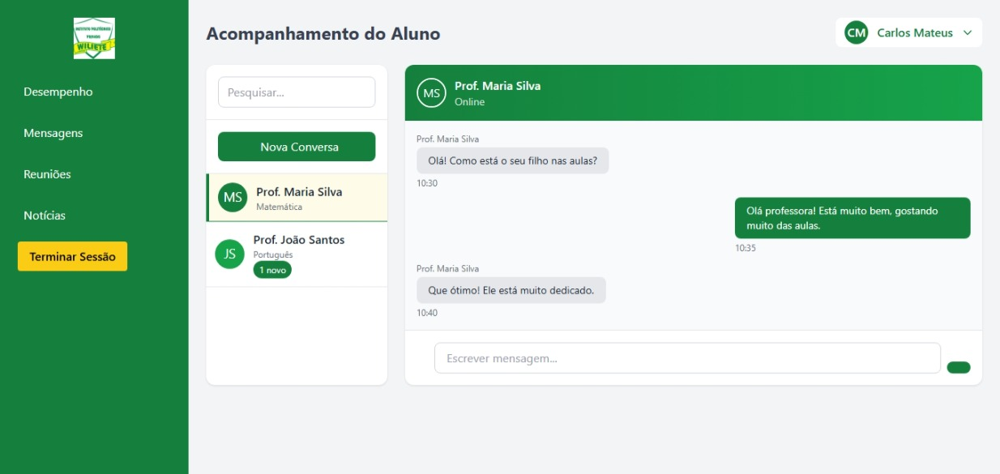 INSTITUTO POLITÉCNICO
PRIVADO
WILIETE
Desempenho
Mensagens
Reuniões
Notícias
Terminar Sessão
Acompanhamento do Aluno
CM Carlos Mateus
Pesquisar...
Nova Conversa
MS Prof. Maria Silva
Matemática
JS Prof. João Santos
Português
1 novo
MS Prof. Maria Silva
Online
Prof. Maria Silva
Olá! Como está o seu filho nas aulas?
10:30
Olá professora! Está muito bem, gostando
muito das aulas.
10:35
Prof. Maria Silva
Que ótimo! Ele está muito dedicado.
10:40
Escrever mensagem...